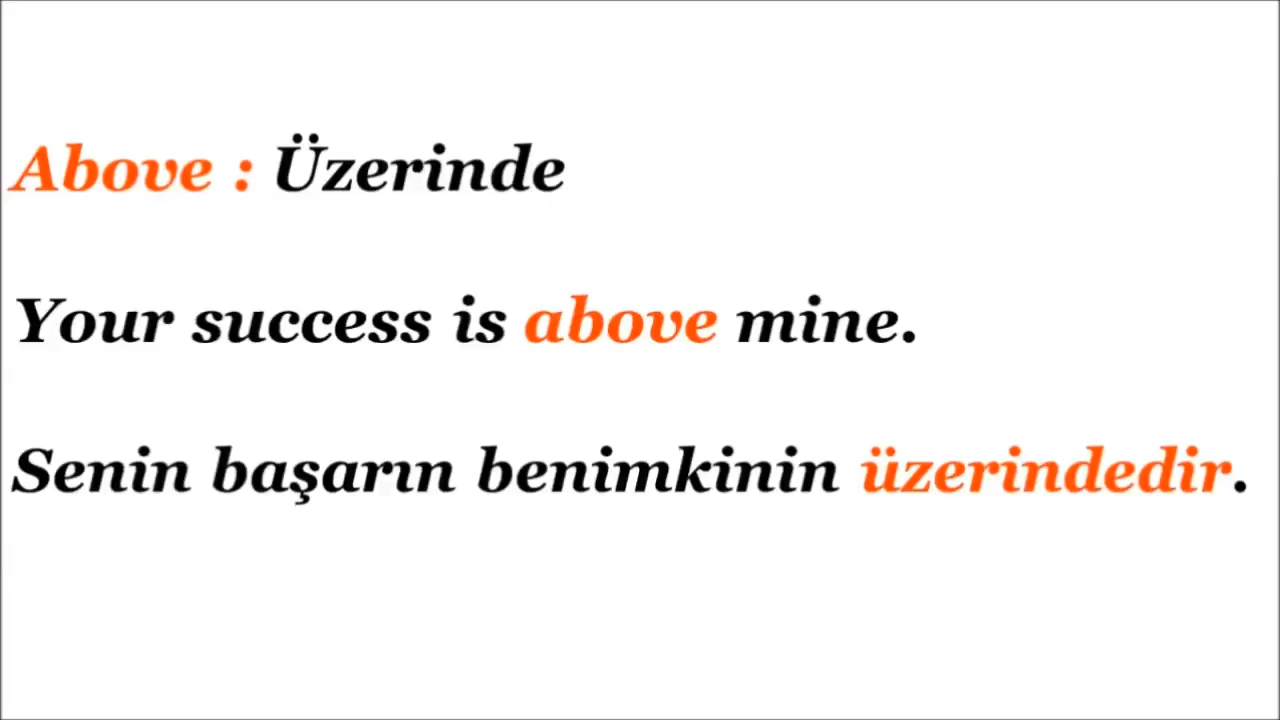 Above : Üzerinde
Your success is above mine.
Senin başarın benimkinin üzerindedir.